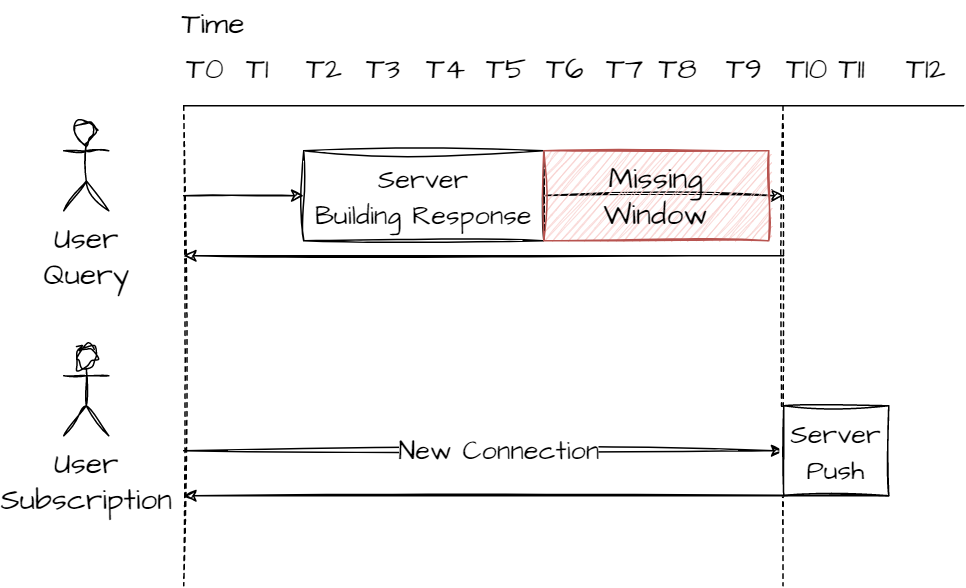 Time
T0 T1 T2 T3 T4 T5 T6 T7 T8 T9 T10 T11 T12
Server
Building Response
Missing
Window
User
Query
New Connection
Server
Push
User
Subscription